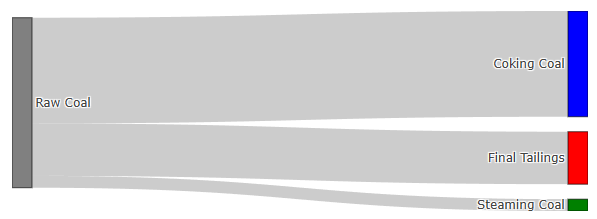 Coking Coal
Raw Coal
Final Tailings
Steaming Coal